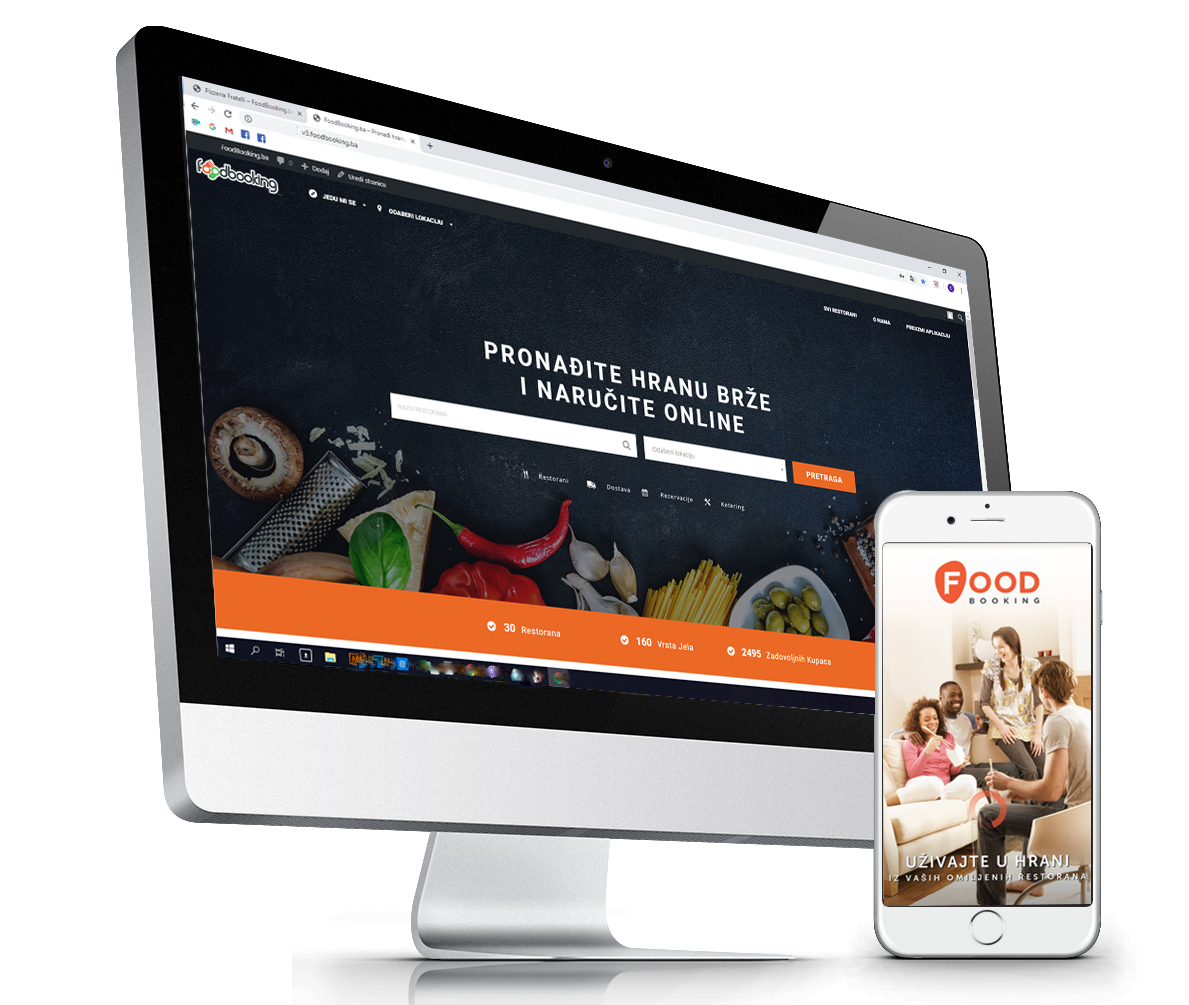 Pizzeria Fratelli – FoodBooking.b
FoodBooking.ba – Pronađi hran
v3.foodbooking.ba
FoodBooking.ba 0 Dodaj Uredi stranicu
foodbooking
JEDU MI SE
ODABERI LOKACIJU
SVI RESTORANI
O NAMA
PREUZMI APLIKACIJU
PRONAĐITE HRANU BRŽE
I NARUČITE ONLINE
NAZIV RESTORANA
Odaberi lokaciju
PRETRAGA
Restorani
Dostava
Rezervacije
Ketering
30 Restorana
160 Vrsta Jela
2495 Zadovoljnih Kupaca
FOOD
BOOKING
UŽIVAJTE U HRANI
IZ VAŠIH OMILJENIH RESTORANA